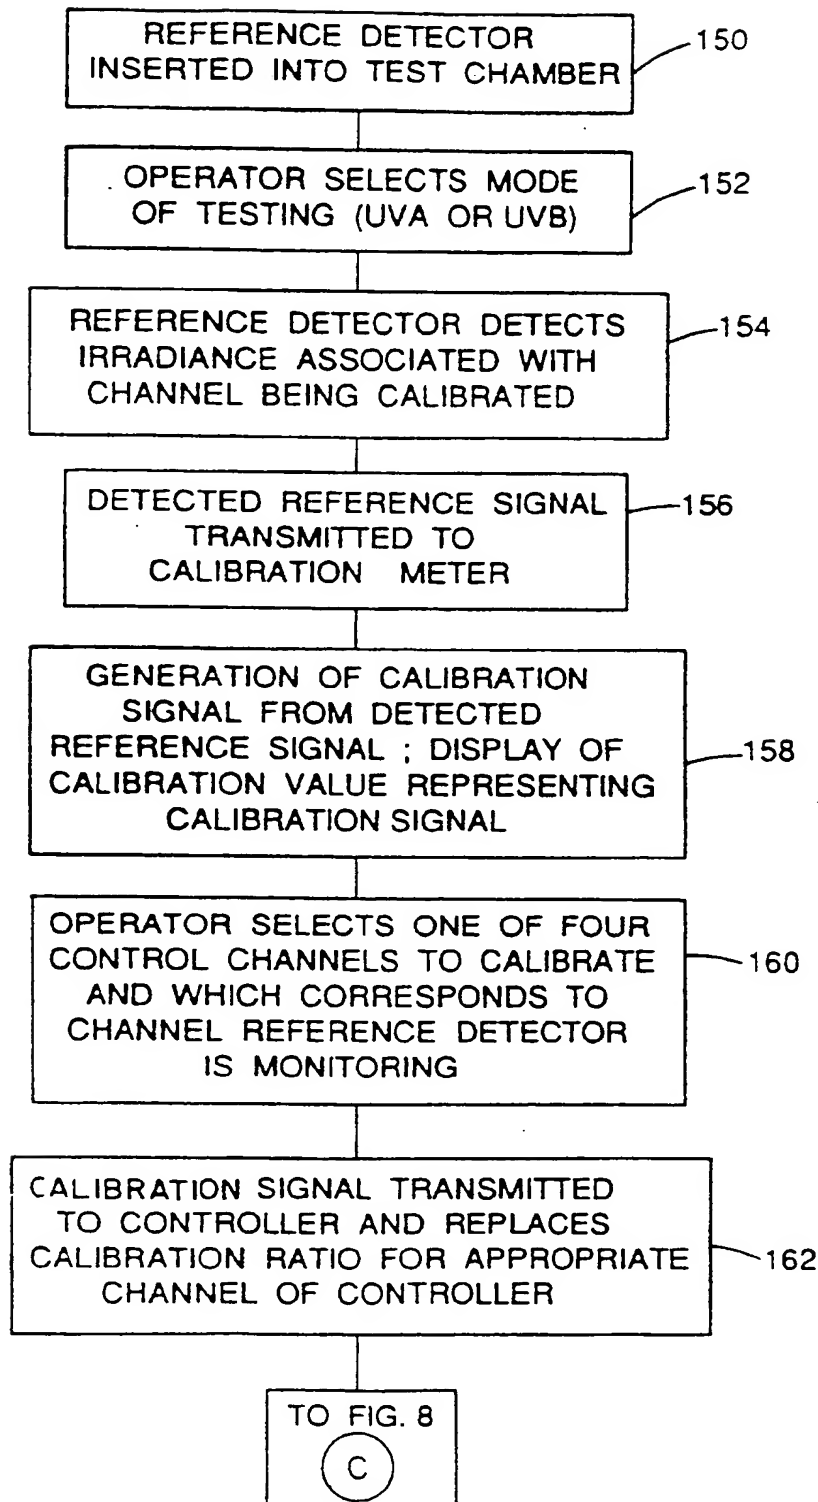 REFERENCE DETECTOR
INSERTED INTO TEST CHAMBER
150
OPERATOR SELECTS MODE
OF TESTING (UVA OR UVB)
152
REFERENCE DETECTOR DETECTS
IRRADIANCE ASSOCIATED WITH
CHANNEL BEING CALIBRATED
154
DETECTED REFERENCE SIGNAL
TRANSMITTED TO
CALIBRATION METER
156
GENERATION OF CALIBRATION
SIGNAL FROM DETECTED
REFERENCE SIGNAL ; DISPLAY OF
CALIBRATION VALUE REPRESENTING
CALIBRATION SIGNAL
158
OPERATOR SELECTS ONE OF FOUR
CONTROL CHANNELS TO CALIBRATE
AND WHICH CORRESPONDS TO
CHANNEL REFERENCE DETECTOR
IS MONITORING
160
CALIBRATION SIGNAL TRANSMITTED
TO CONTROLLER AND REPLACES
CALIBRATION RATIO FOR APPROPRIATE
CHANNEL OF CONTROLLER
162
TO FIG. 8
C